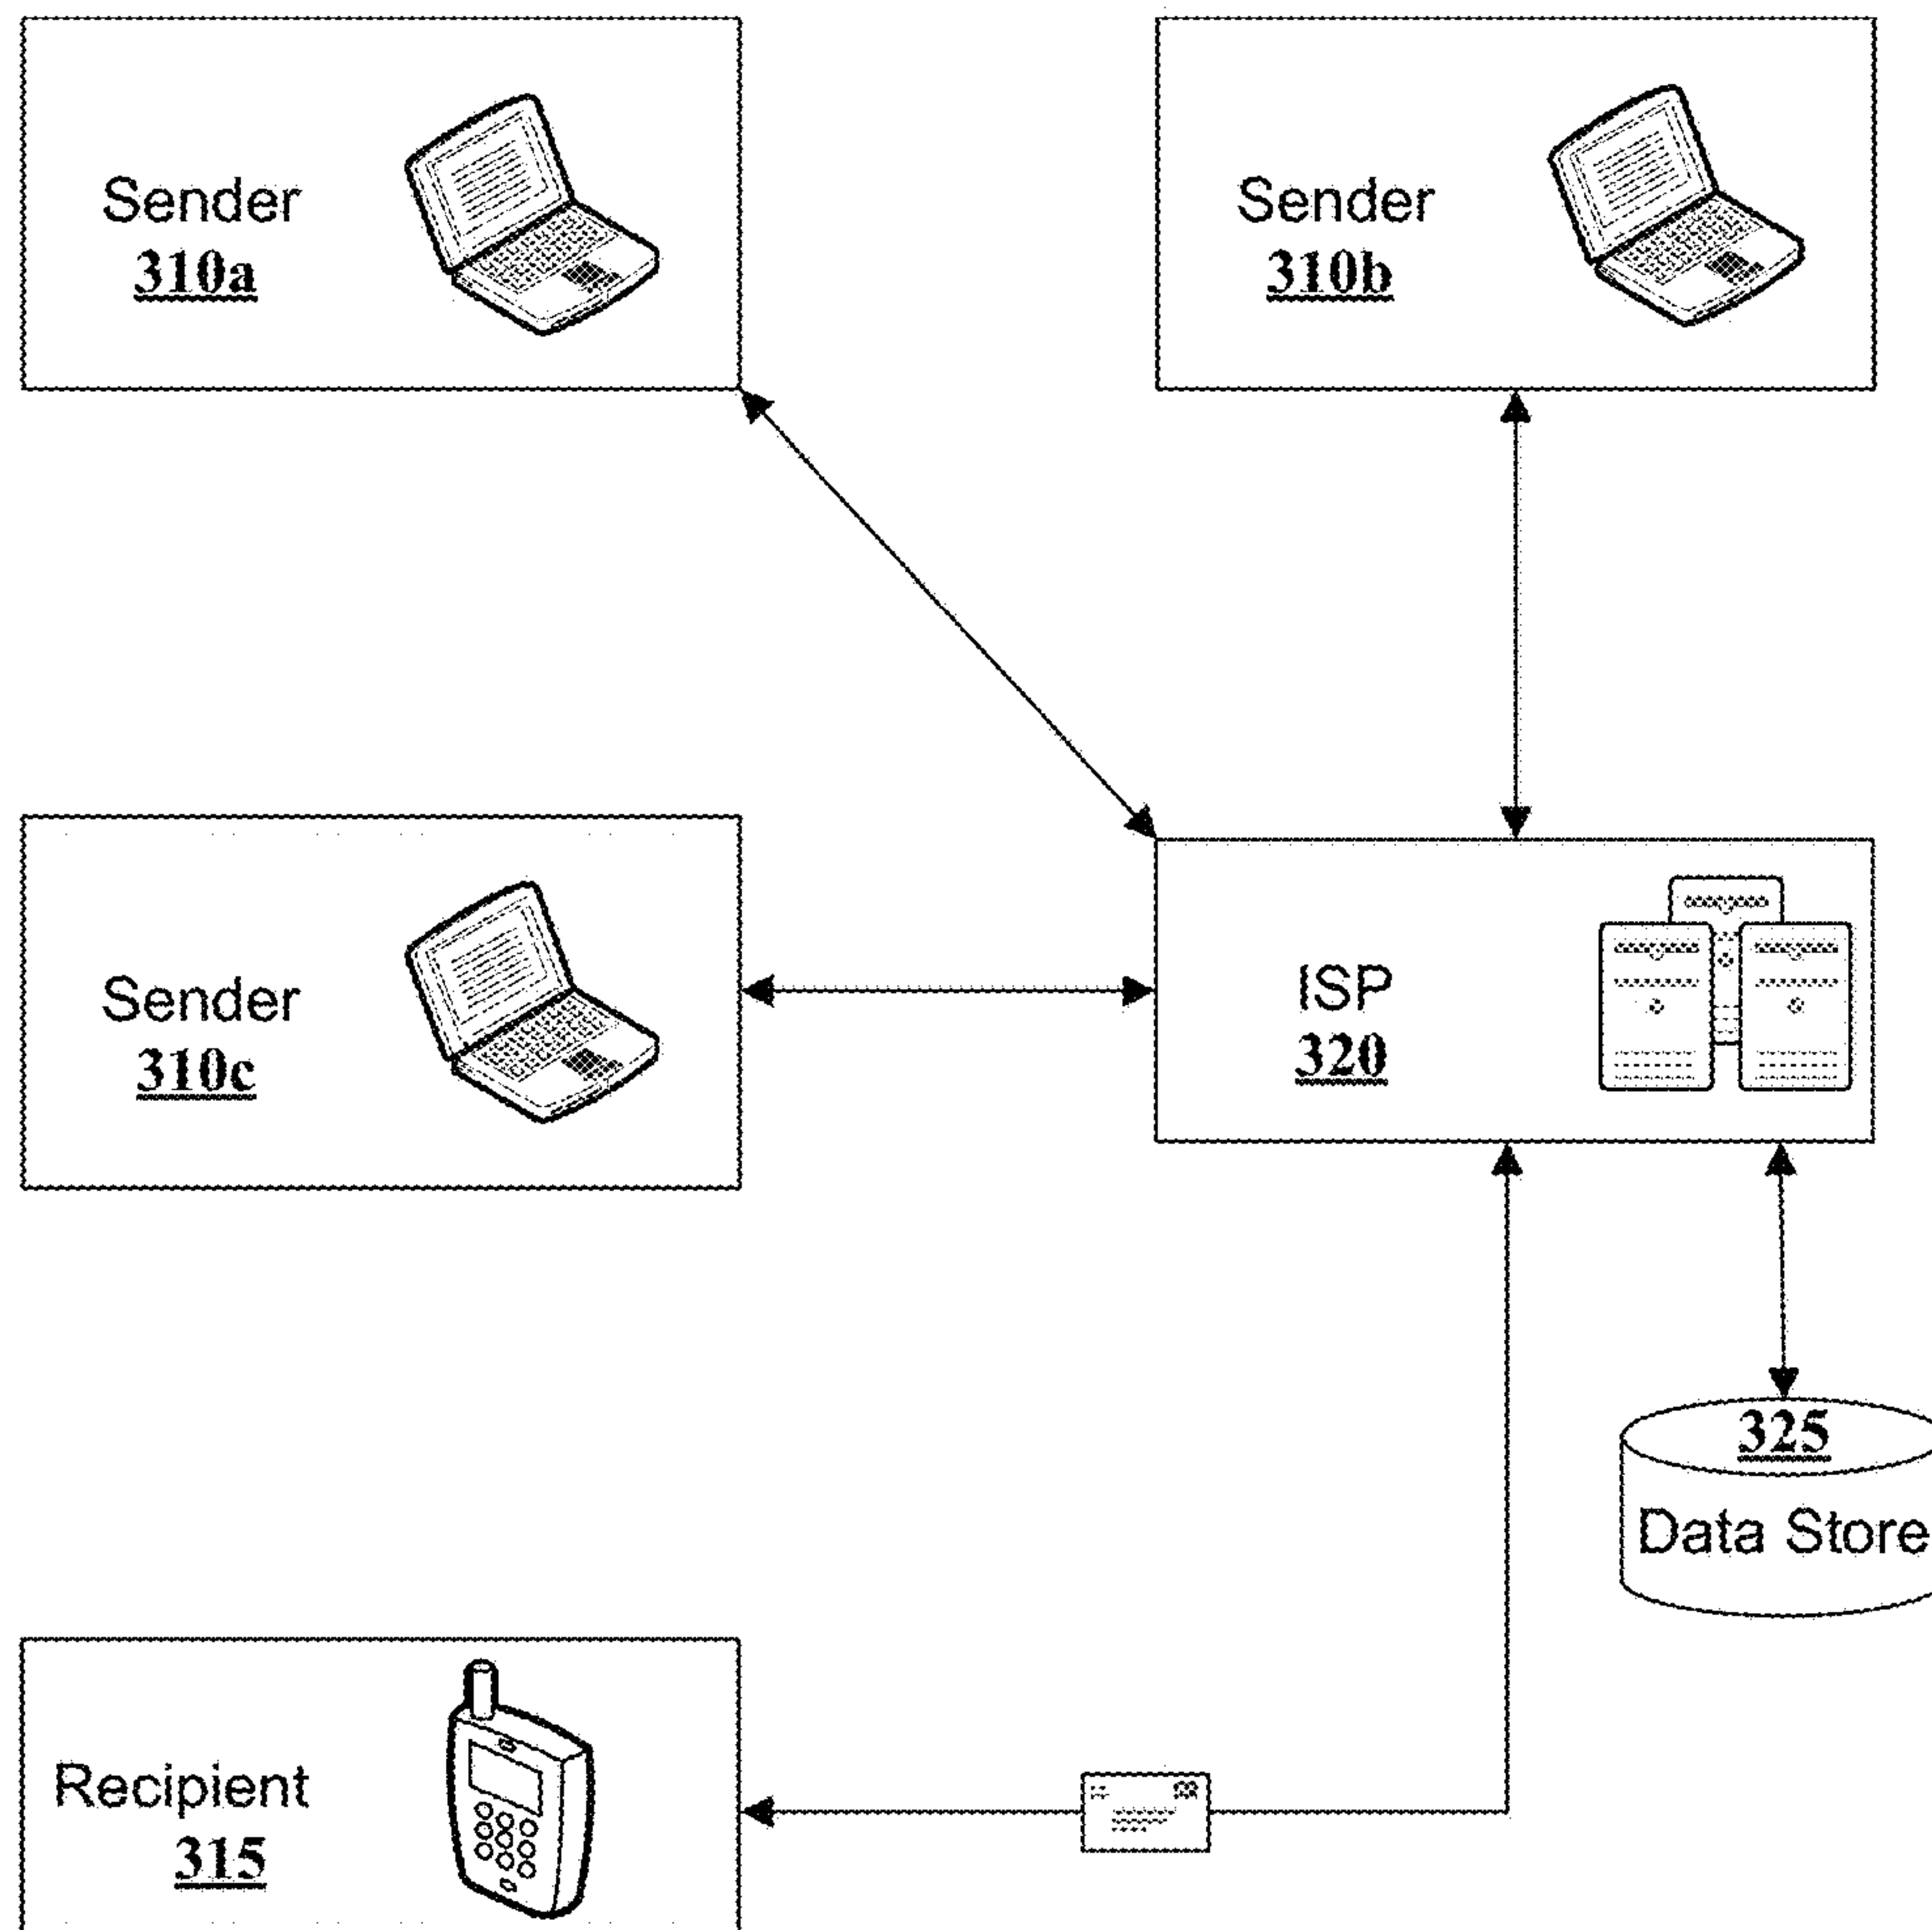 Sender
310a
Sender
310b
Sender
310c
ISP
320
325
Data Store
Recipient
315